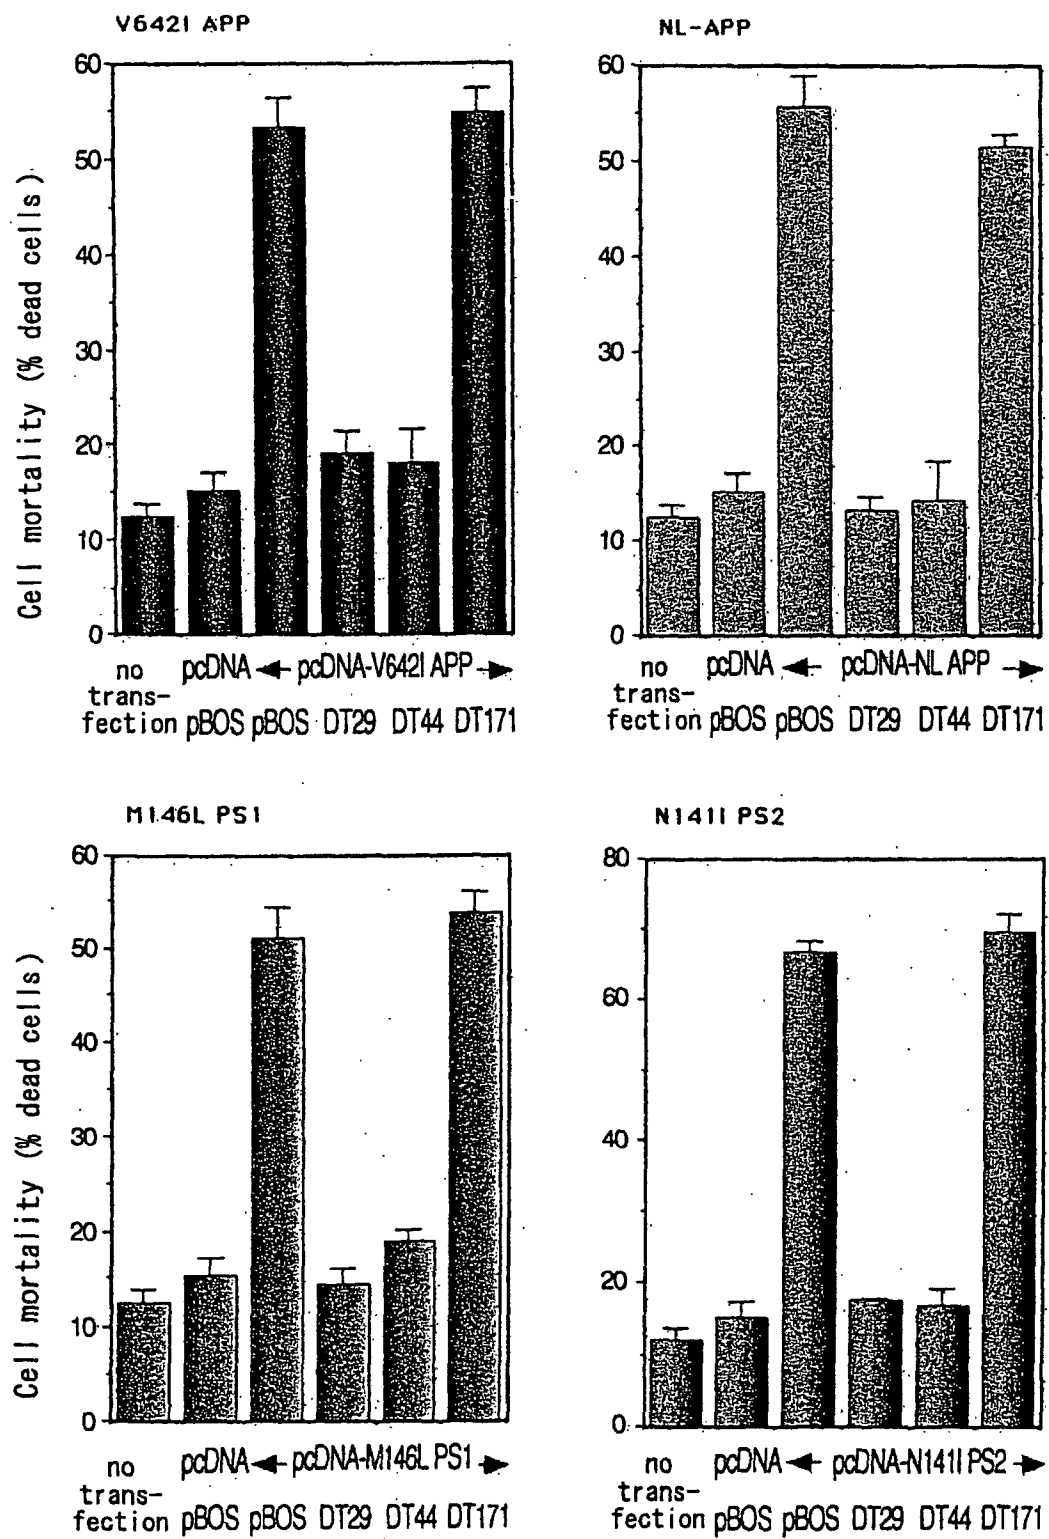 V642I APP
Cell mortality (% dead cells)
60
50
40
30
20
10
0
no trans-fection
pcDNA ◄– pcDNA-V642I APP –►
pBOS pBOS DT29 DT44 DT171
NL-APP
60
50
40
30
20
10
0
no trans-fection
pcDNA ◄– pcDNA-NL APP –►
pBOS pBOS DT29 DT44 DT171
M146L PS1
Cell mortality (% dead cells)
60
50
40
30
20
10
0
no trans-fection
pcDNA ◄– pcDNA-M146L PS1 –►
pBOS pBOS DT29 DT44 DT171
N141I PS2
80
60
40
20
0
no trans-fection
pcDNA ◄– pcDNA-N141I PS2 –►
pBOS pBOS DT29 DT44 DT171